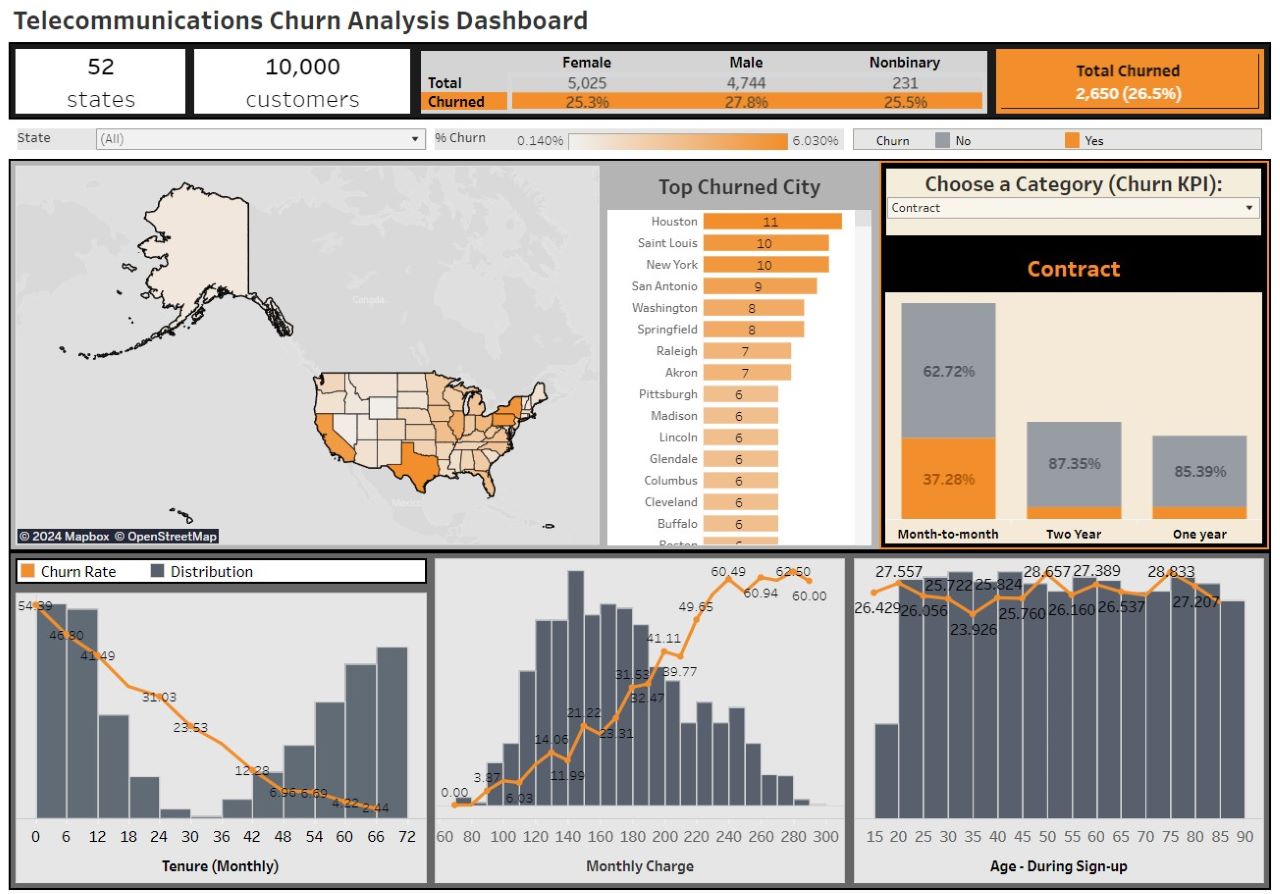 Telecommunications Churn Analysis Dashboard
52
states
10,000
customers
Female Male Nonbinary
Total 5,025 4,744 231
Churned 25.3% 27.8% 25.5%
Total Churned
2,650 (26.5%)
State (All)
% Churn 0.140% 6.030%
Churn No Yes
Canada
Mexico
© 2024 Mapbox © OpenStreetMap
Top Churned City
Houston 11
Saint Louis 10
New York 10
San Antonio 9
Washington 8
Springfield 8
Raleigh 7
Akron 7
Pittsburgh 6
Madison 6
Lincoln 6
Glendale 6
Columbus 6
Cleveland 6
Buffalo 6
Boston 6
Choose a Category (Churn KPI):
Contract
Contract
62.72% 87.35% 85.39%
37.28%
Month-to-month Two Year One year
Churn Rate Distribution
54.39
46.80
41.49
31.03
23.53
12.28
6.96
6.69
4.22
2.44
0 6 12 18 24 30 36 42 48 54 60 66 72
Tenure (Monthly)
0.00
3.87
6.03
14.06
11.99
21.22
23.31
31.53
32.47
41.11
39.77
49.65
60.49
60.94
62.50
60.00
60 80 100 120 140 160 180 200 220 240 260 280 300
Monthly Charge
26.429
27.557
26.056
25.722
23.926
25.824
25.760
28.657
26.160
27.389
26.537
28.833
27.207
15 20 25 30 35 40 45 50 55 60 65 70 75 80 85 90
Age - During Sign-up